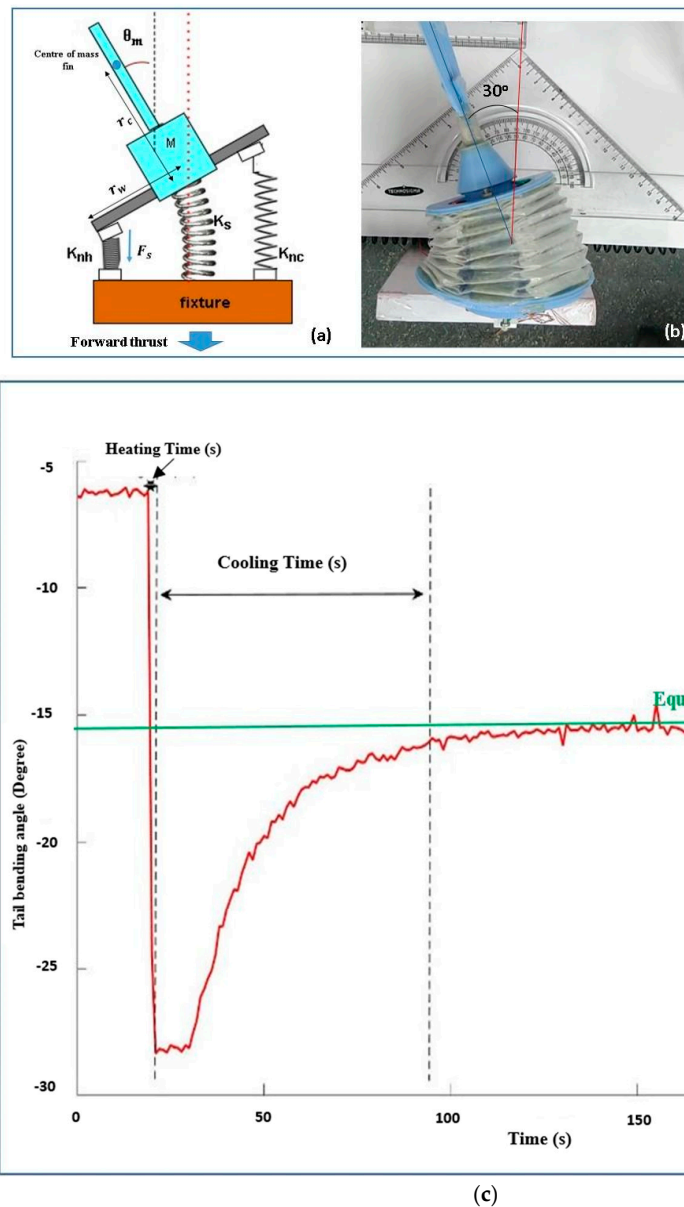 θm
Centre of mass
fin
rc
M
rw
Ks
Knh
Fs
Knc
fixture
Forward thrust
(a)
30°
(b)
Heating Time (s)
-5
Cooling Time (s)
-10
Equ
-15
-20
-25
-30
Tail bending angle (Degree)
0
50
100
150
Time (s)
(c)